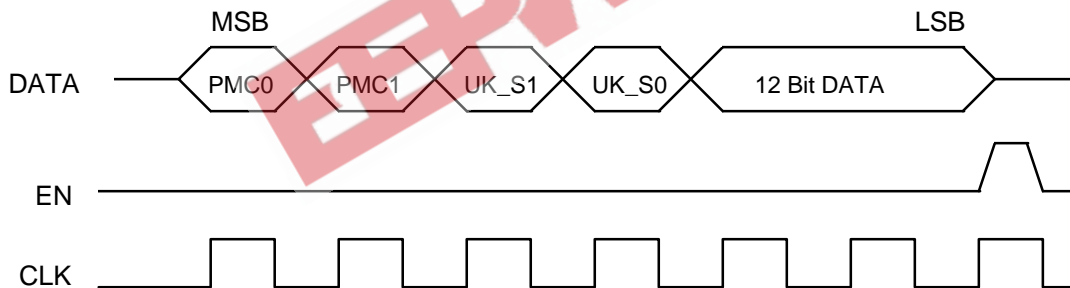 MSB LSB
DATA PMC0 PMC1 UK_S1 UK_S0 12 Bit DATA
EN
CLK